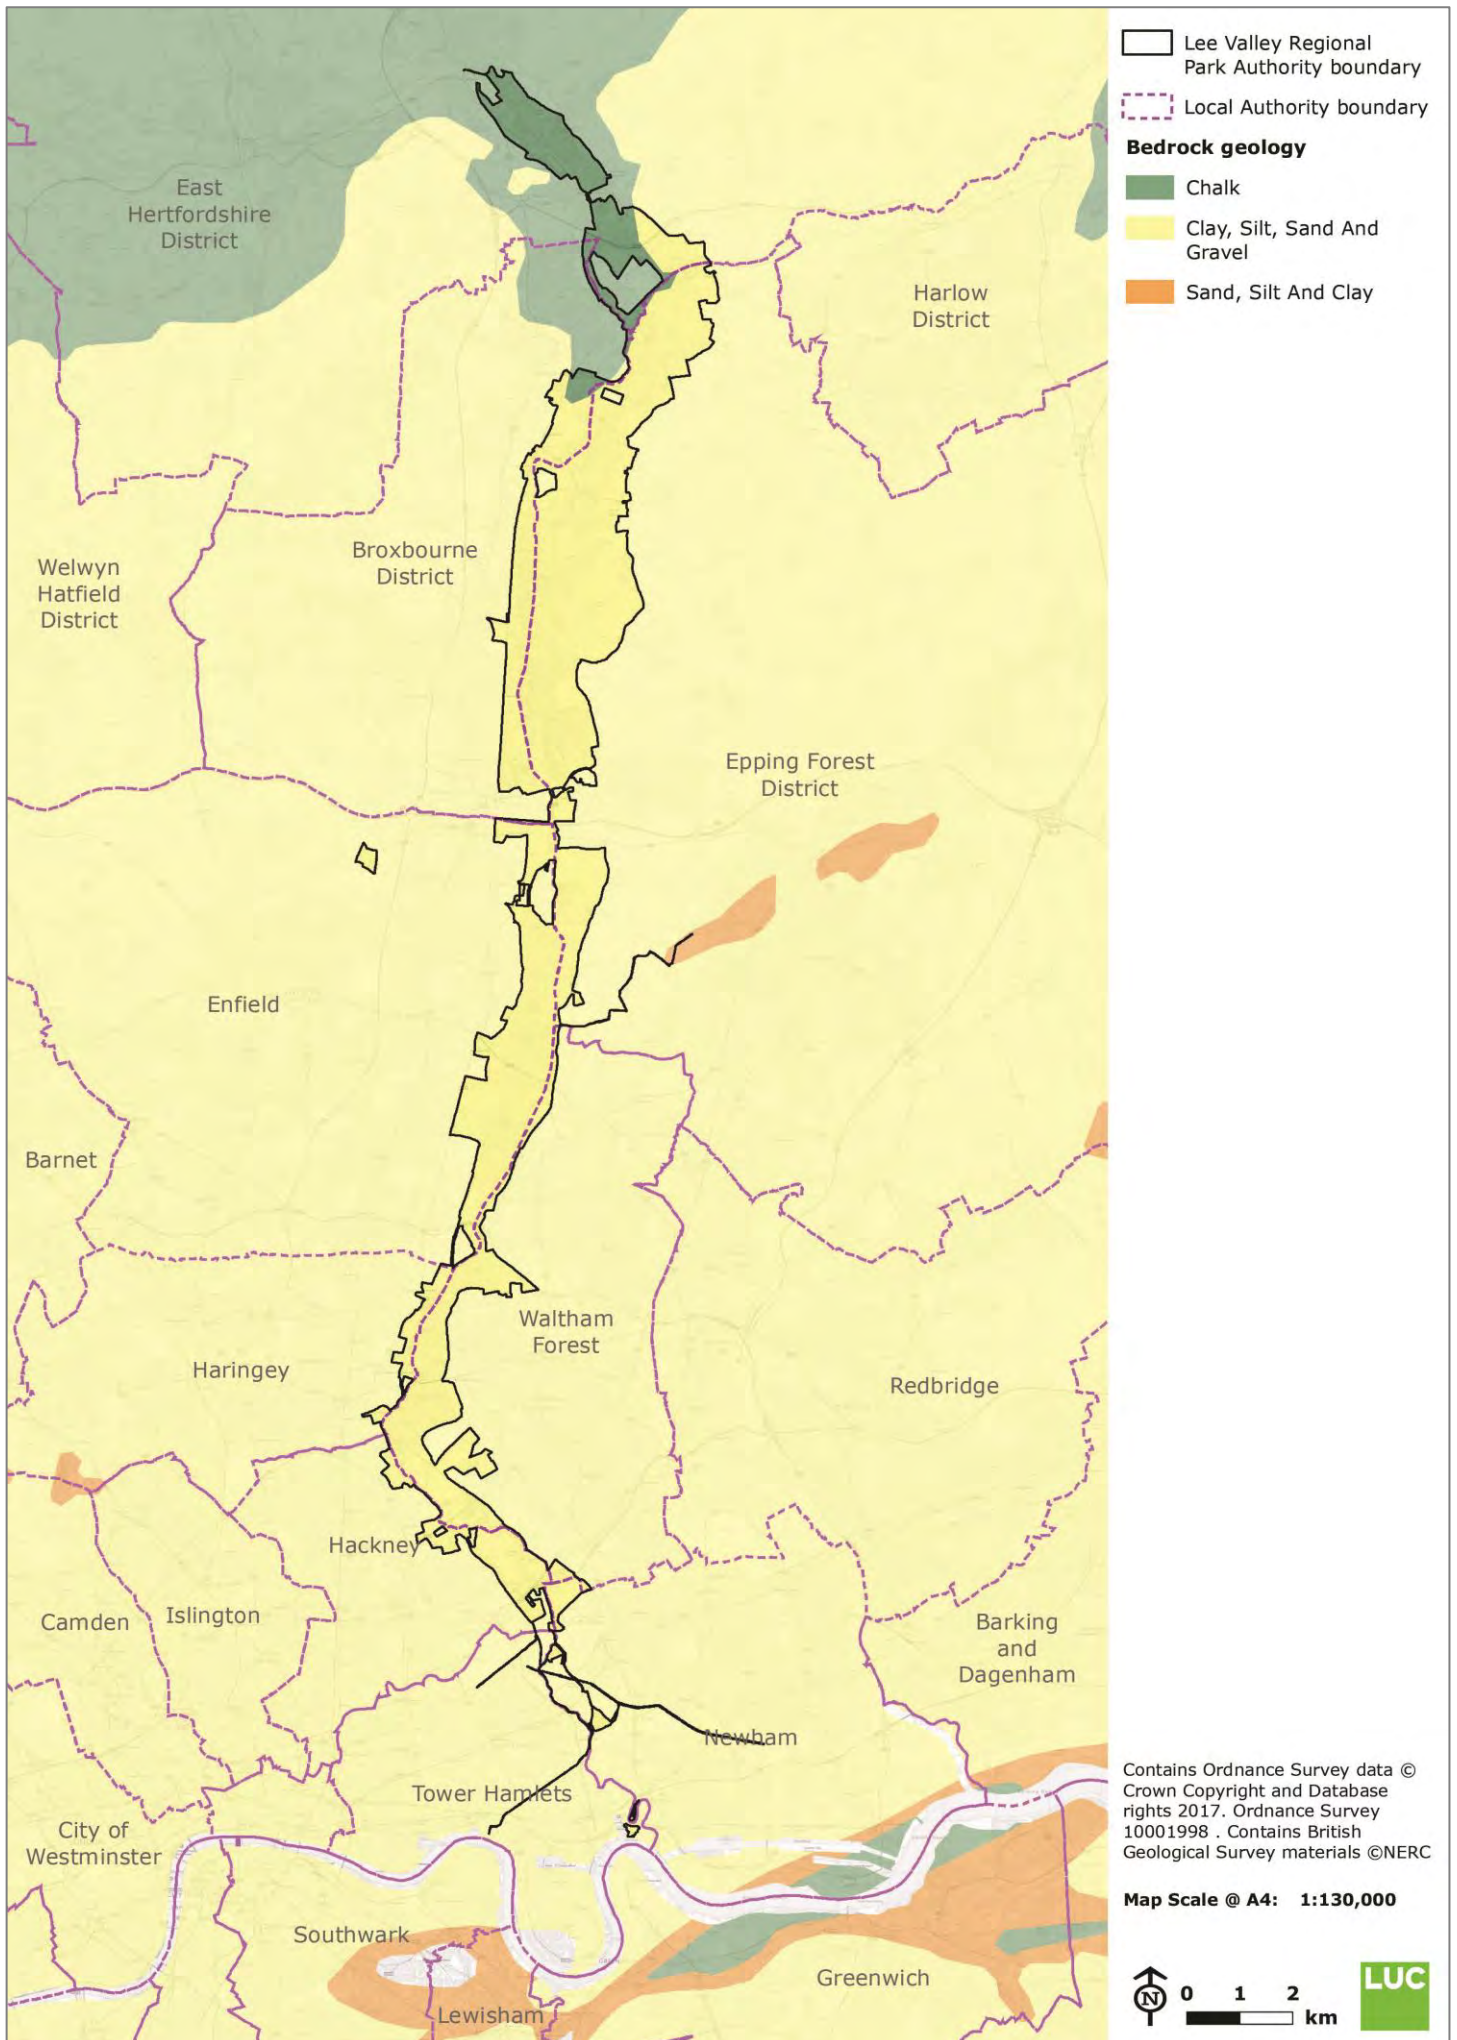 Lee Valley Regional
Park Authority boundary
Local Authority boundary
Bedrock geology
Chalk
Clay, Silt, Sand And
Gravel
Sand, Silt And Clay
East
Hertfordshire
District
Harlow
District
Broxbourne
District
Welwyn
Hatfield
District
Epping Forest
District
Enfield
Barnet
Waltham
Forest
Haringey
Redbridge
Hackney
Camden
Islington
Barking
and
Dagenham
Newham
Tower Hamlets
City of
Westminster
Southwark
Greenwich
Lewisham
Contains Ordnance Survey data ©
Crown Copyright and Database
rights 2017. Ordnance Survey
10001998 . Contains British
Geological Survey materials ©NERC
Map Scale @ A4: 1:130,000
N
0 1 2
km
LUC